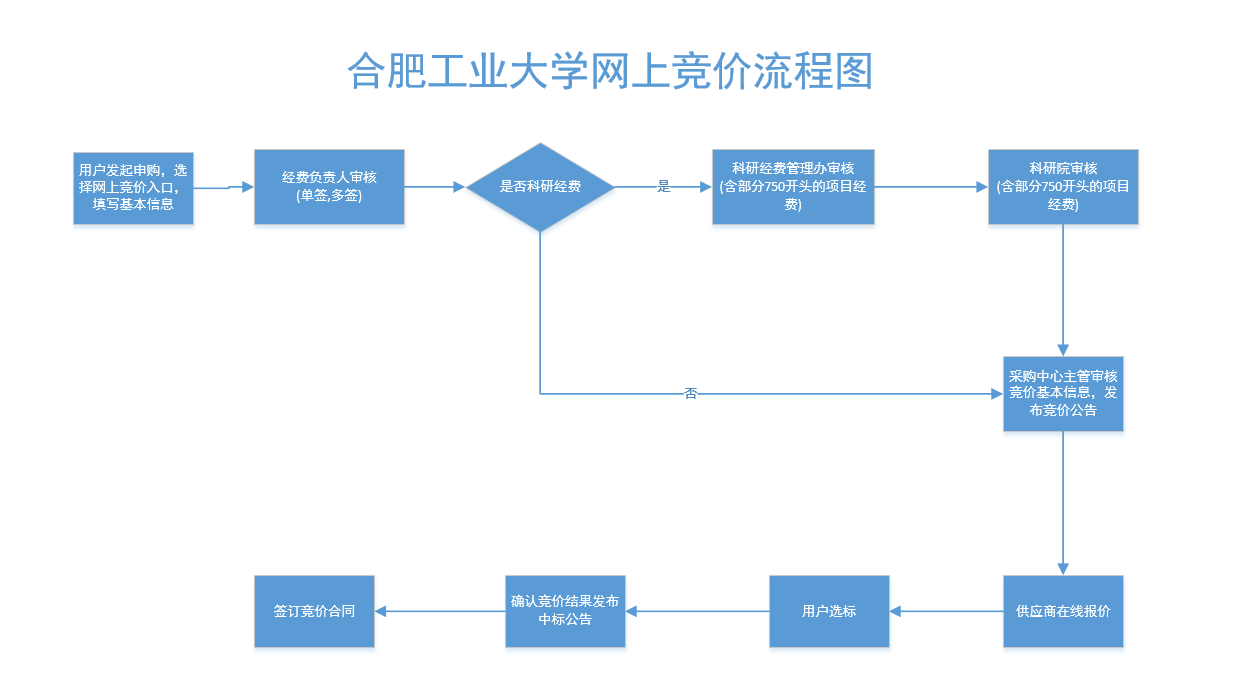 合肥工业大学网上竞价流程图
用户发起申购，选
择网上竞价入口，
填写基本信息
经费负责人审核
(单签,多签)
是否科研经费
是
科研经费管理办审核
(含部分750开头的项目经
费)
科研院审核
(含部分750开头的项目
经费)
否
采购中心主管审核
竞价基本信息，发
布竞价公告
供应商在线报价
用户选标
确认竞价结果发布
中标公告
签订竞价合同